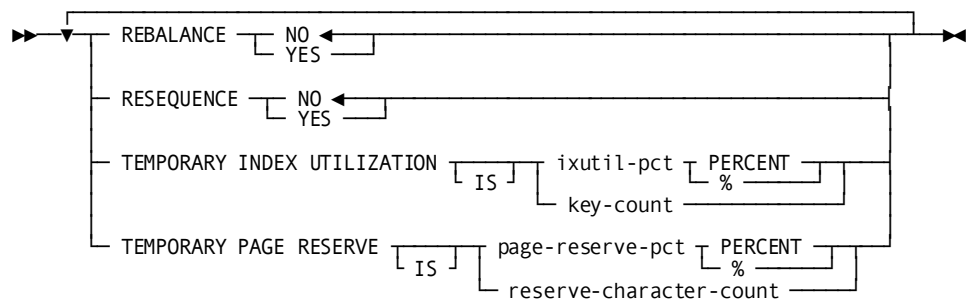 REBALANCE NO
YES
RESEQUENCE NO
YES
TEMPORARY INDEX UTILIZATION ixutil-pct PERCENT
IS %
key-count
TEMPORARY PAGE RESERVE page-reserve-pct PERCENT
IS %
reserve-character-count